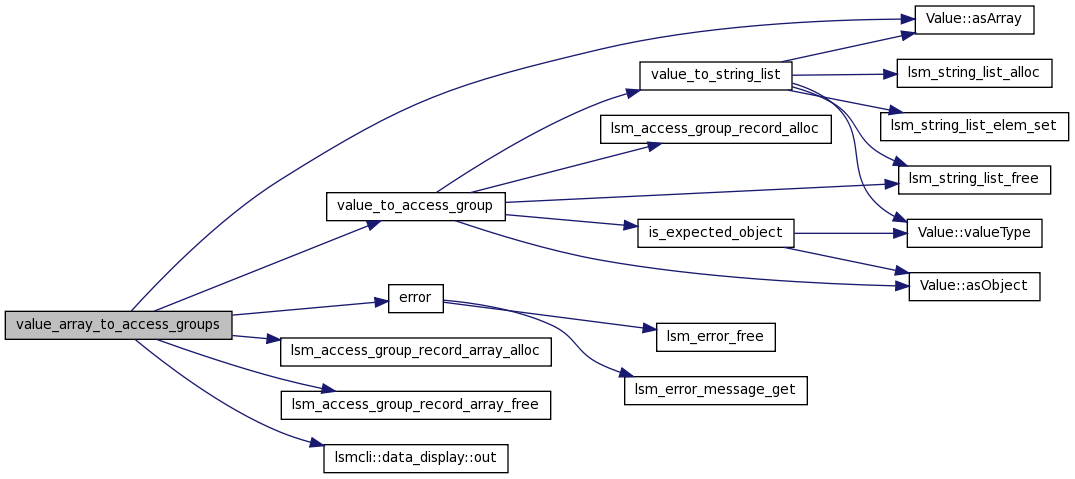 Value::asArray
value_to_string_list
lsm_string_list_alloc
lsm_access_group_record_alloc
lsm_string_list_elem_set
lsm_string_list_free
value_to_access_group
is_expected_object
Value::valueType
Value::asObject
error
value_array_to_access_groups
lsm_error_free
lsm_access_group_record_array_alloc
lsm_error_message_get
lsm_access_group_record_array_free
lsmcli::data_display::out